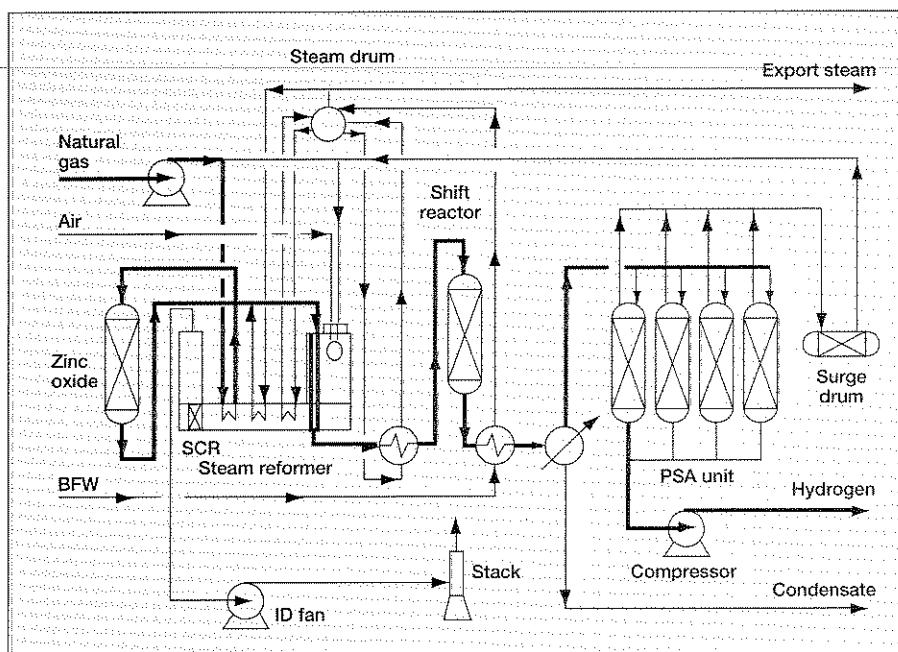 Steam drum
Export steam
Natural
gas
Shift
reactor
Air
Zinc
oxide
Surge
drum
SCR
Steam reformer
PSA unit
BFW
Hydrogen
Stack
Compressor
ID fan
Condensate